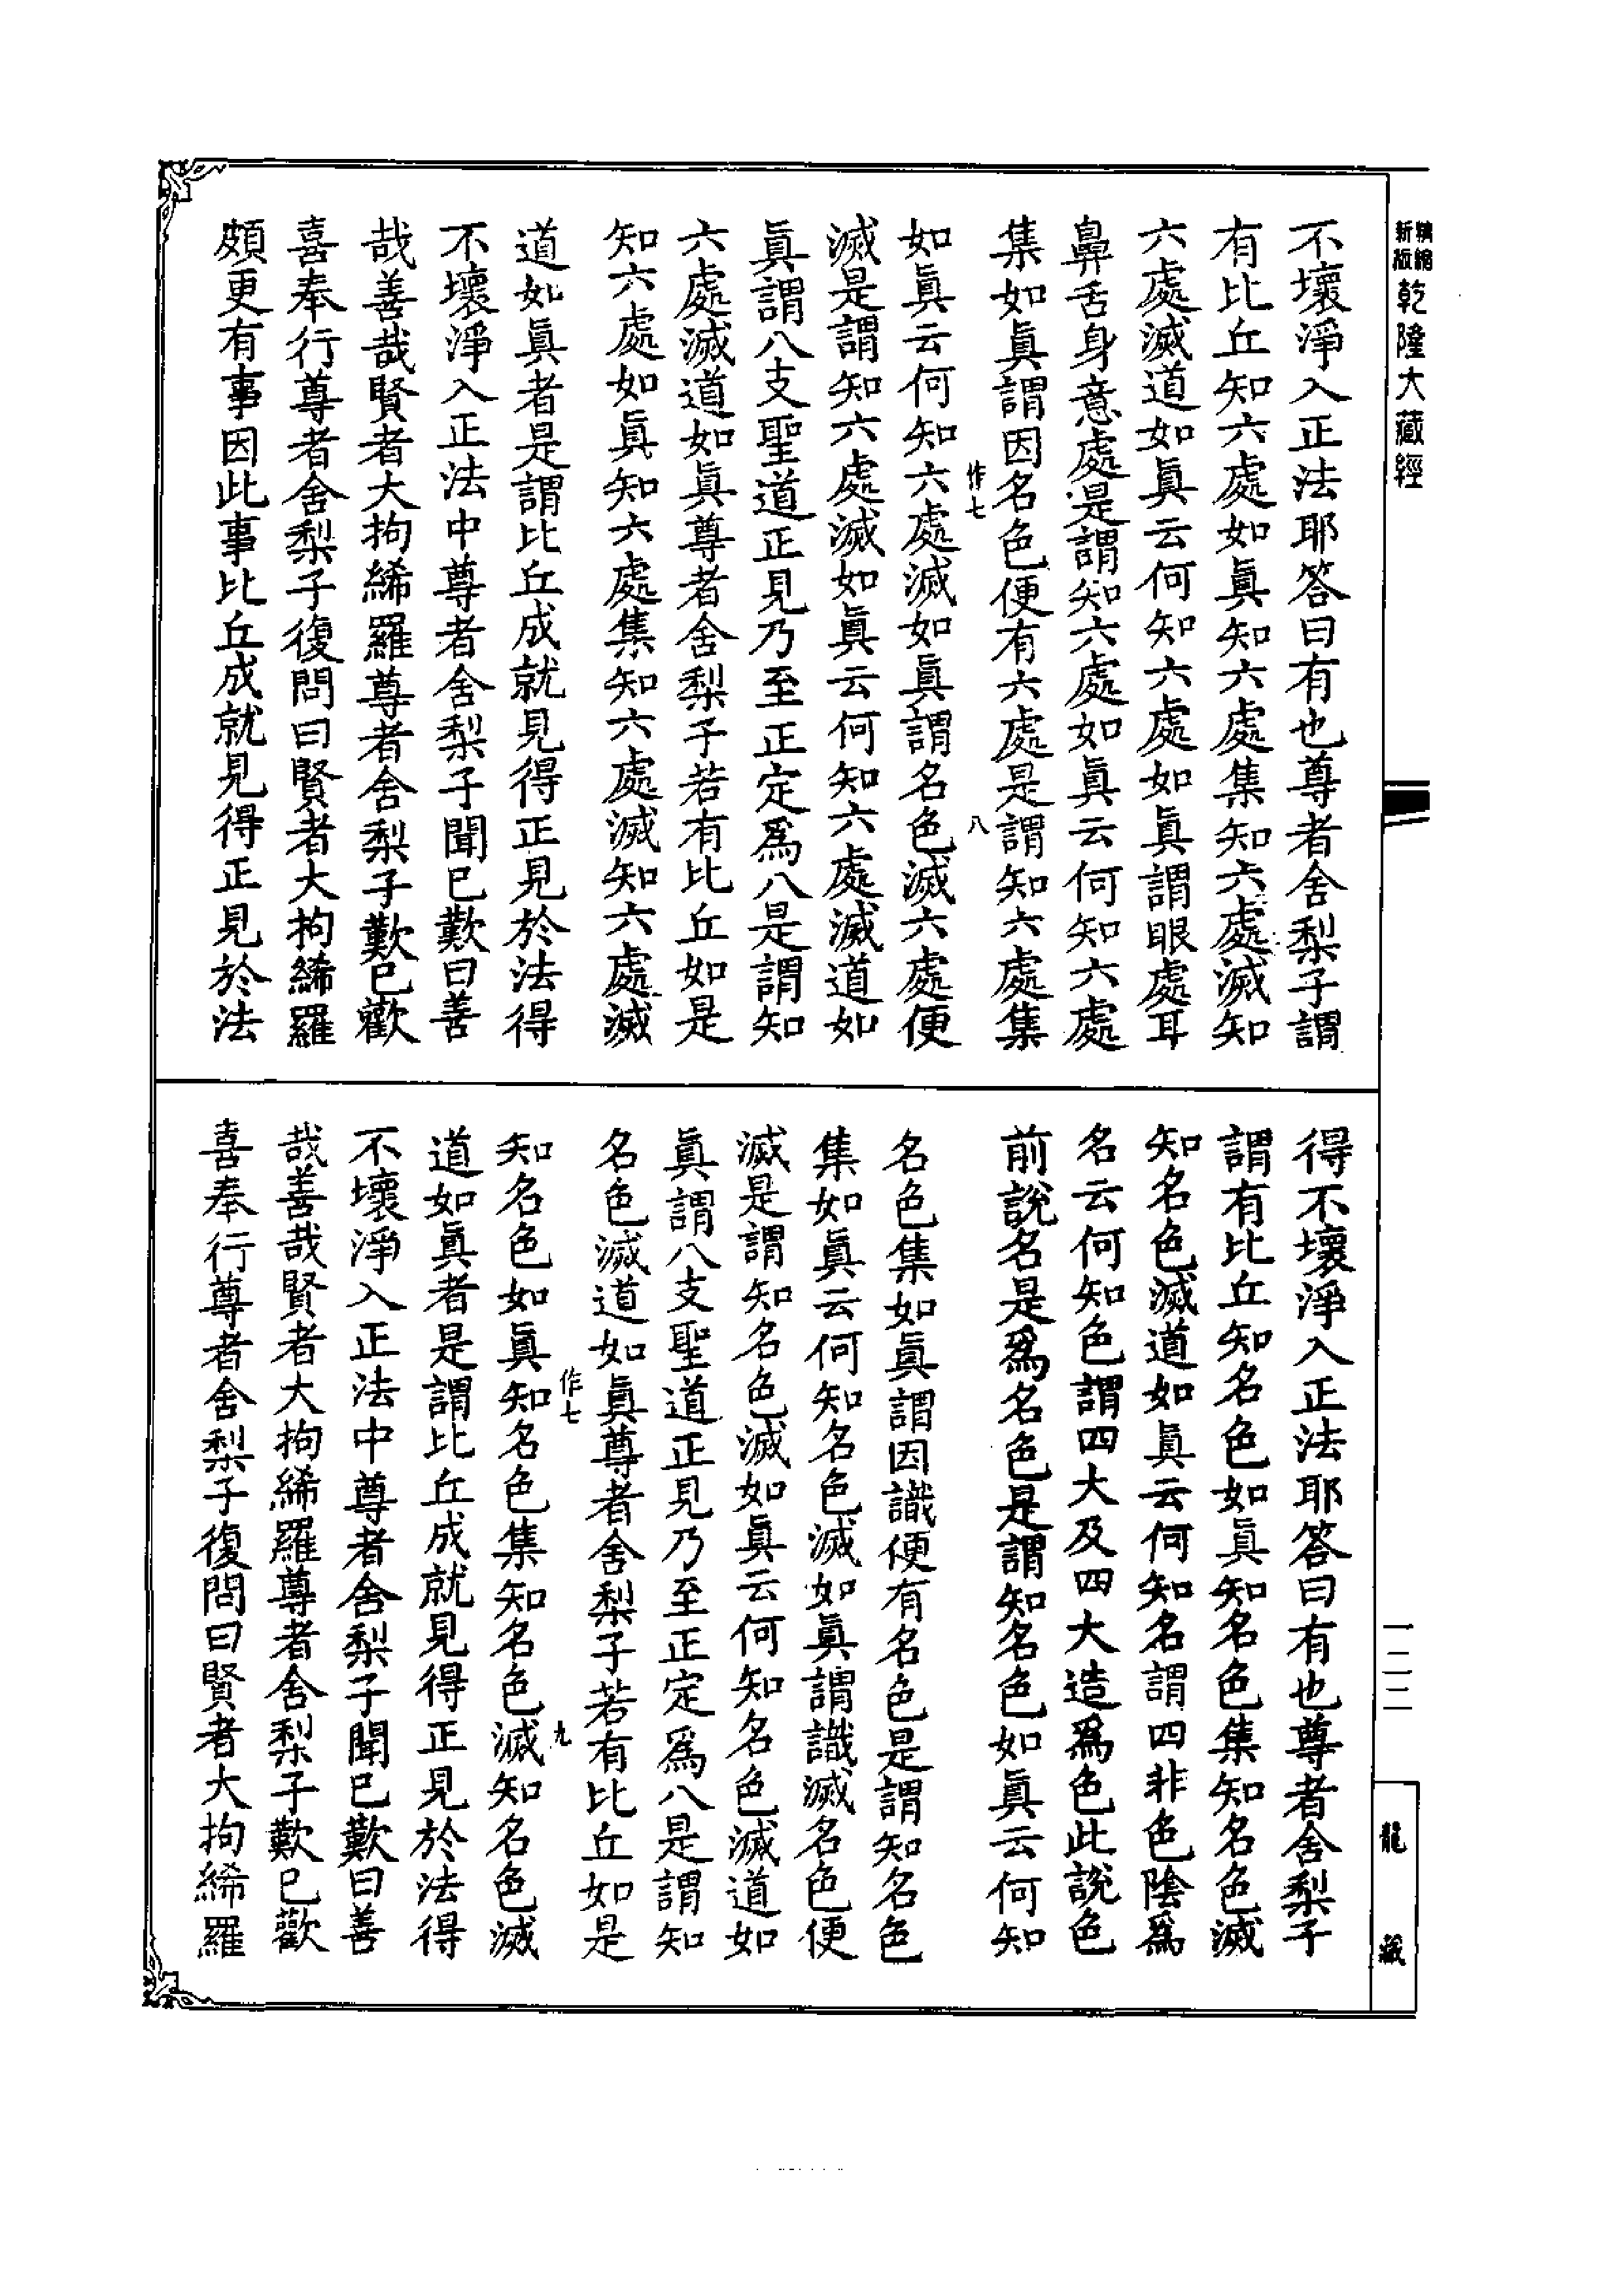 新版精縮乾隆大藏經
不壞淨入正法耶答曰有也尊者舍梨子謂
有比丘知六處如眞知六處集知六處滅知
六處滅道如眞云何知六處如眞謂眼處耳
鼻舌身意處是謂知六處如眞云何知六處
集如眞謂因名色便有六處是謂知六處集
作七 八
如眞云何知六處滅如眞謂名色滅六處便
滅是謂知六處滅如眞云何知六處滅道如
眞謂八支聖道正見乃至正定爲八是謂知
六處滅道如眞尊者舍梨子若有比丘如是
知六處如眞知六處集知六處滅知六處滅
道如眞者是謂比丘成就見得正見於法得
不壞淨入正法中尊者舍梨子聞已歎曰善
哉善哉賢者大拘絺羅尊者舍梨子歎已歡
喜奉行尊者舍梨子復問曰賢者大拘絺羅
頗更有事因此事比丘成就見得正見於法
得不壞淨入正法耶答曰有也尊者舍梨子
謂有比丘知名色如眞知名色集知名色滅
知名色滅道如眞云何知名謂四非色陰爲
名云何知色謂四大及四大造爲色此說色
前說名是爲名色是謂知名色如眞云何知
名色集如眞謂因識便有名色是謂知名色
集如眞云何知名色滅如眞謂識滅名色便
滅是謂知名色滅如眞云何知名色滅道如
眞謂八支聖道正見乃至正定爲八是謂知
名色滅道如眞尊者舍梨子若有比丘如是
作七 九
知名色如眞知名色集知名色滅知名色滅
道如眞者是謂比丘成就見得正見於法得
不壞淨入正法中尊者舍梨子聞已歎曰善
哉善哉賢者大拘絺羅尊者舍梨子歎已歡
喜奉行尊者舍梨子復問曰賢者大拘絺羅
一二二
龍藏